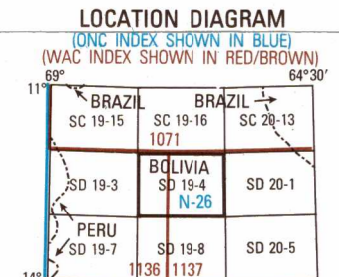 LOCATION DIAGRAM
(ONC INDEX SHOWN IN BLUE)
(WAC INDEX SHOWN IN RED/BROWN)
69° 64°30'
11°
BRAZIL BRAZIL
SC 19-15 SC 19-16 SC 20-13
1071
BOLIVIA
SD 19-3 SD 19-4 SD 20-1
N-26
PERU
SD 19-7 SD 19-8 SD 20-5
14°
1136 1137